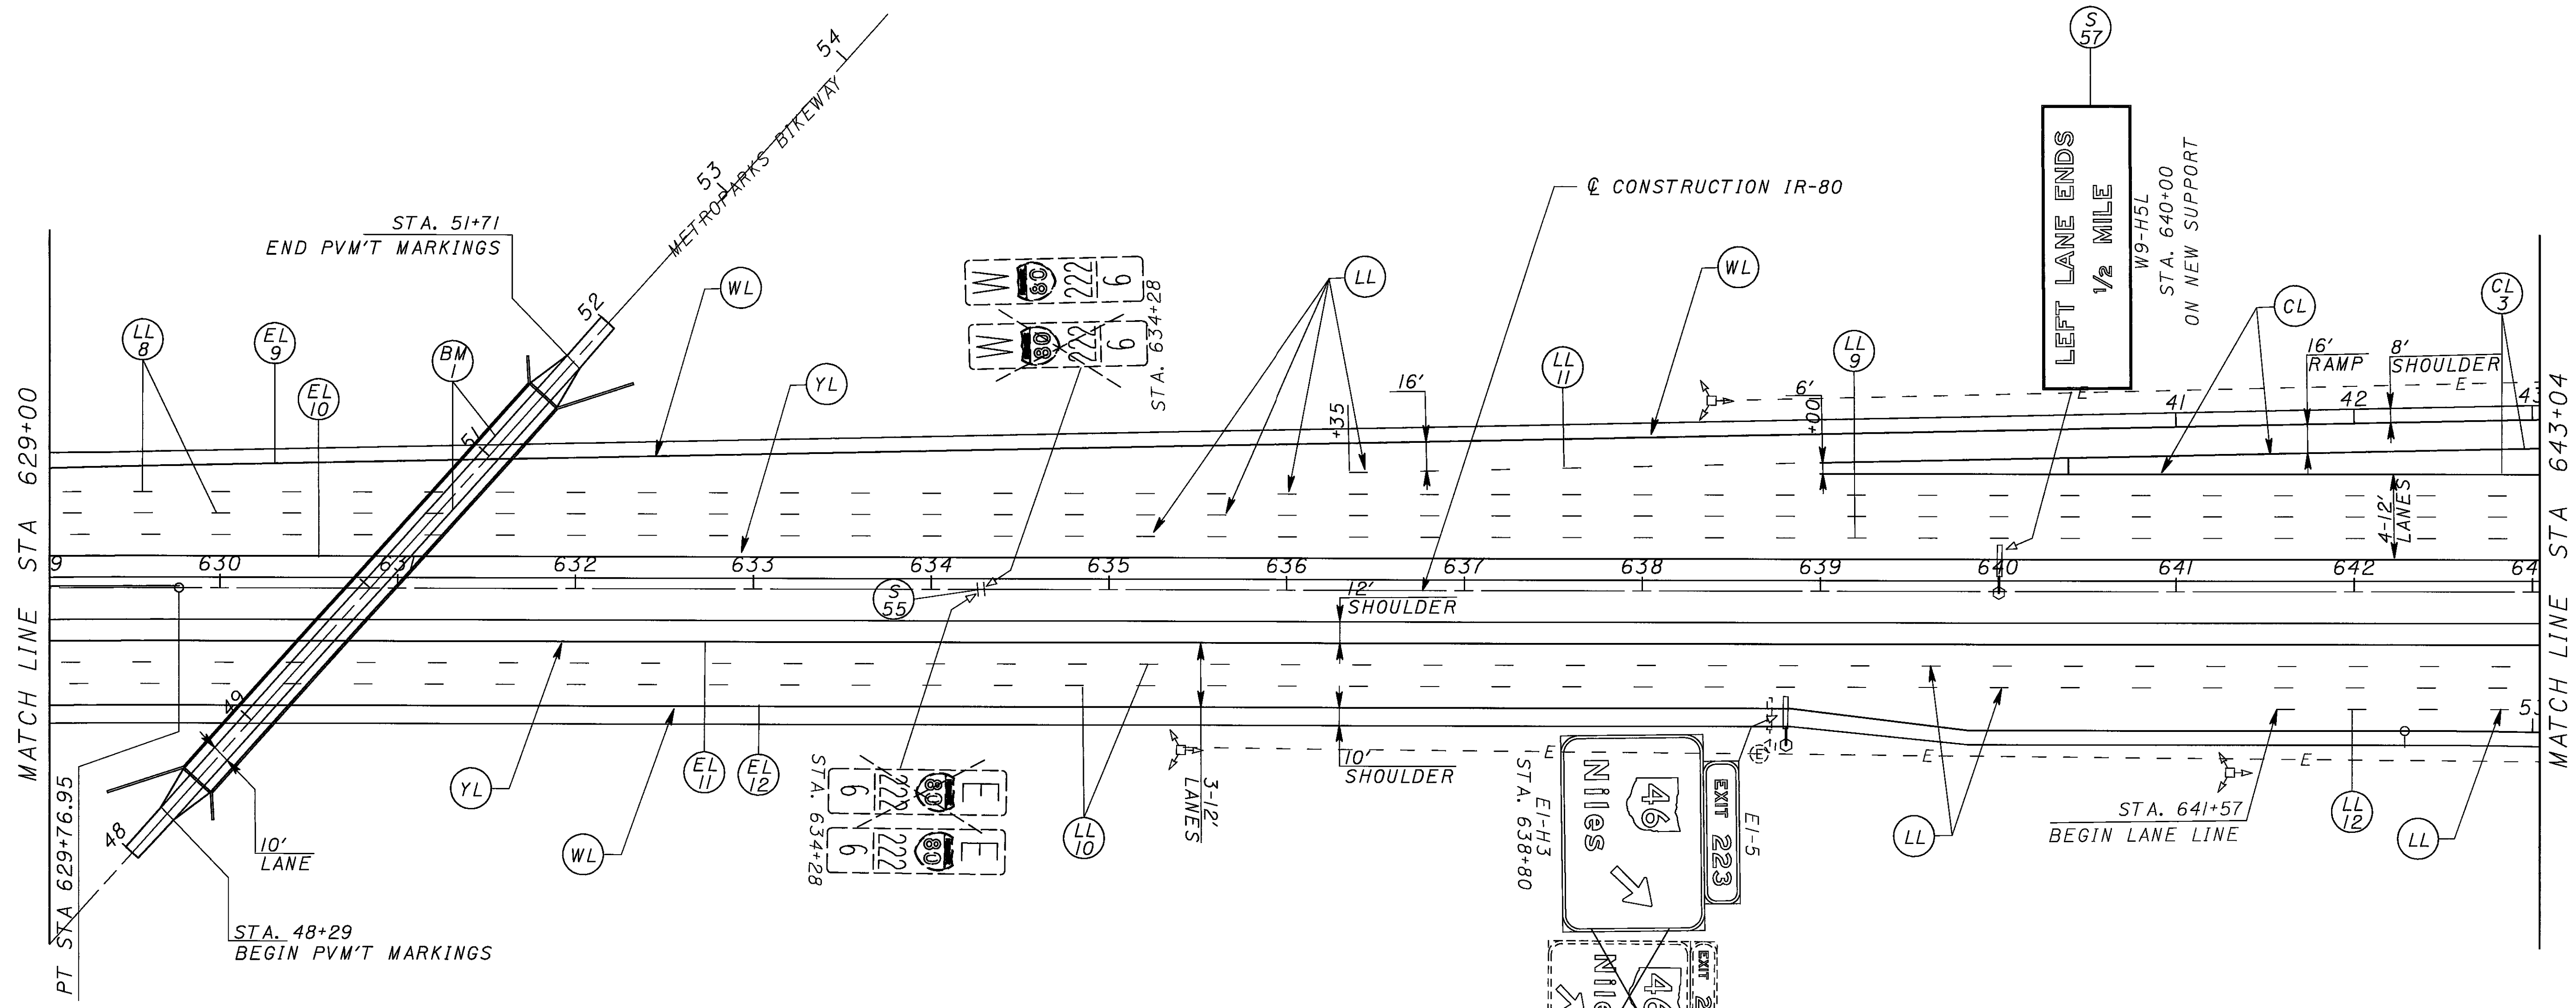 S
57
54
METROPARKS BIKEWAY
53
52
STA. 51+71
END PVM'T MARKINGS
℄ CONSTRUCTION IR-80
LEFT LANE ENDS
1/2 MILE
W9-H5L
STA. 640+00
ON NEW SUPPORT
W 80 222 6
W 80 222 6
STA. 634+28
WL
LL
WL
CL
CL
3
LL
8
EL
9
BM
1
EL
10
YL
16'
+35
LL
11
LL
9
6'
+00
16'
RAMP
8'
SHOULDER
E
E
41
42
43
51
4-12'
LANES
MATCH LINE STA 629+00
MATCH LINE STA 643+04
9
630
631
632
633
634
635
636
637
638
639
640
641
642
64
S
55
12'
SHOULDER
49
53
YL
EL
11
EL
12
WL
10'
LANE
48
PT STA 629+76.95
STA. 48+29
BEGIN PVM'T MARKINGS
E 80 222 6
E 80 222 6
STA. 634+28
LL
10
3-12'
LANES
10'
SHOULDER
E
E
E
E
E
E1-5
EXIT 223
46
Niles
E1-H3
STA. 638+80
LL
STA. 641+57
BEGIN LANE LINE
LL
12
LL
EXIT 2
46
Nile